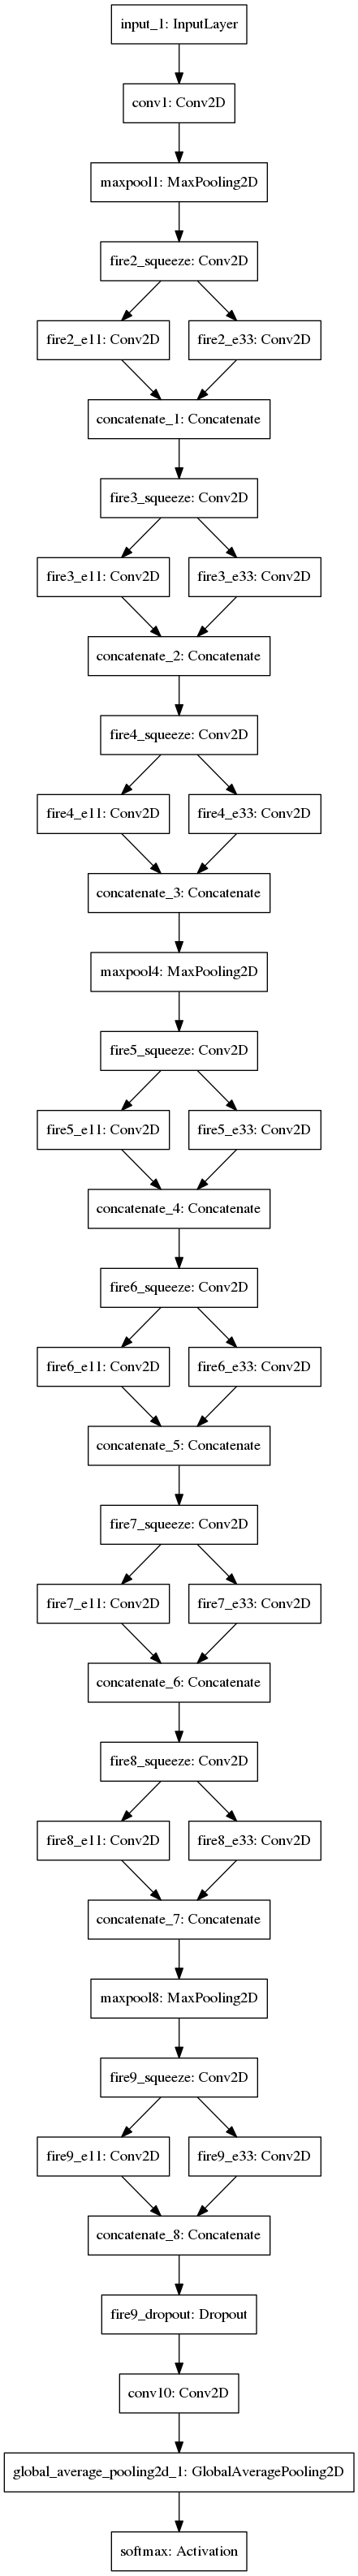 input_1: InputLayer
conv1: Conv2D
maxpool1: MaxPooling2D
fire2_squeeze: Conv2D
fire2_e11: Conv2D
fire2_e33: Conv2D
concatenate_1: Concatenate
fire3_squeeze: Conv2D
fire3_e11: Conv2D
fire3_e33: Conv2D
concatenate_2: Concatenate
fire4_squeeze: Conv2D
fire4_e11: Conv2D
fire4_e33: Conv2D
concatenate_3: Concatenate
maxpool4: MaxPooling2D
fire5_squeeze: Conv2D
fire5_e11: Conv2D
fire5_e33: Conv2D
concatenate_4: Concatenate
fire6_squeeze: Conv2D
fire6_e11: Conv2D
fire6_e33: Conv2D
concatenate_5: Concatenate
fire7_squeeze: Conv2D
fire7_e11: Conv2D
fire7_e33: Conv2D
concatenate_6: Concatenate
fire8_squeeze: Conv2D
fire8_e11: Conv2D
fire8_e33: Conv2D
concatenate_7: Concatenate
maxpool8: MaxPooling2D
fire9_squeeze: Conv2D
fire9_e11: Conv2D
fire9_e33: Conv2D
concatenate_8: Concatenate
fire9_dropout: Dropout
conv10: Conv2D
global_average_pooling2d_1: GlobalAveragePooling2D
softmax: Activation